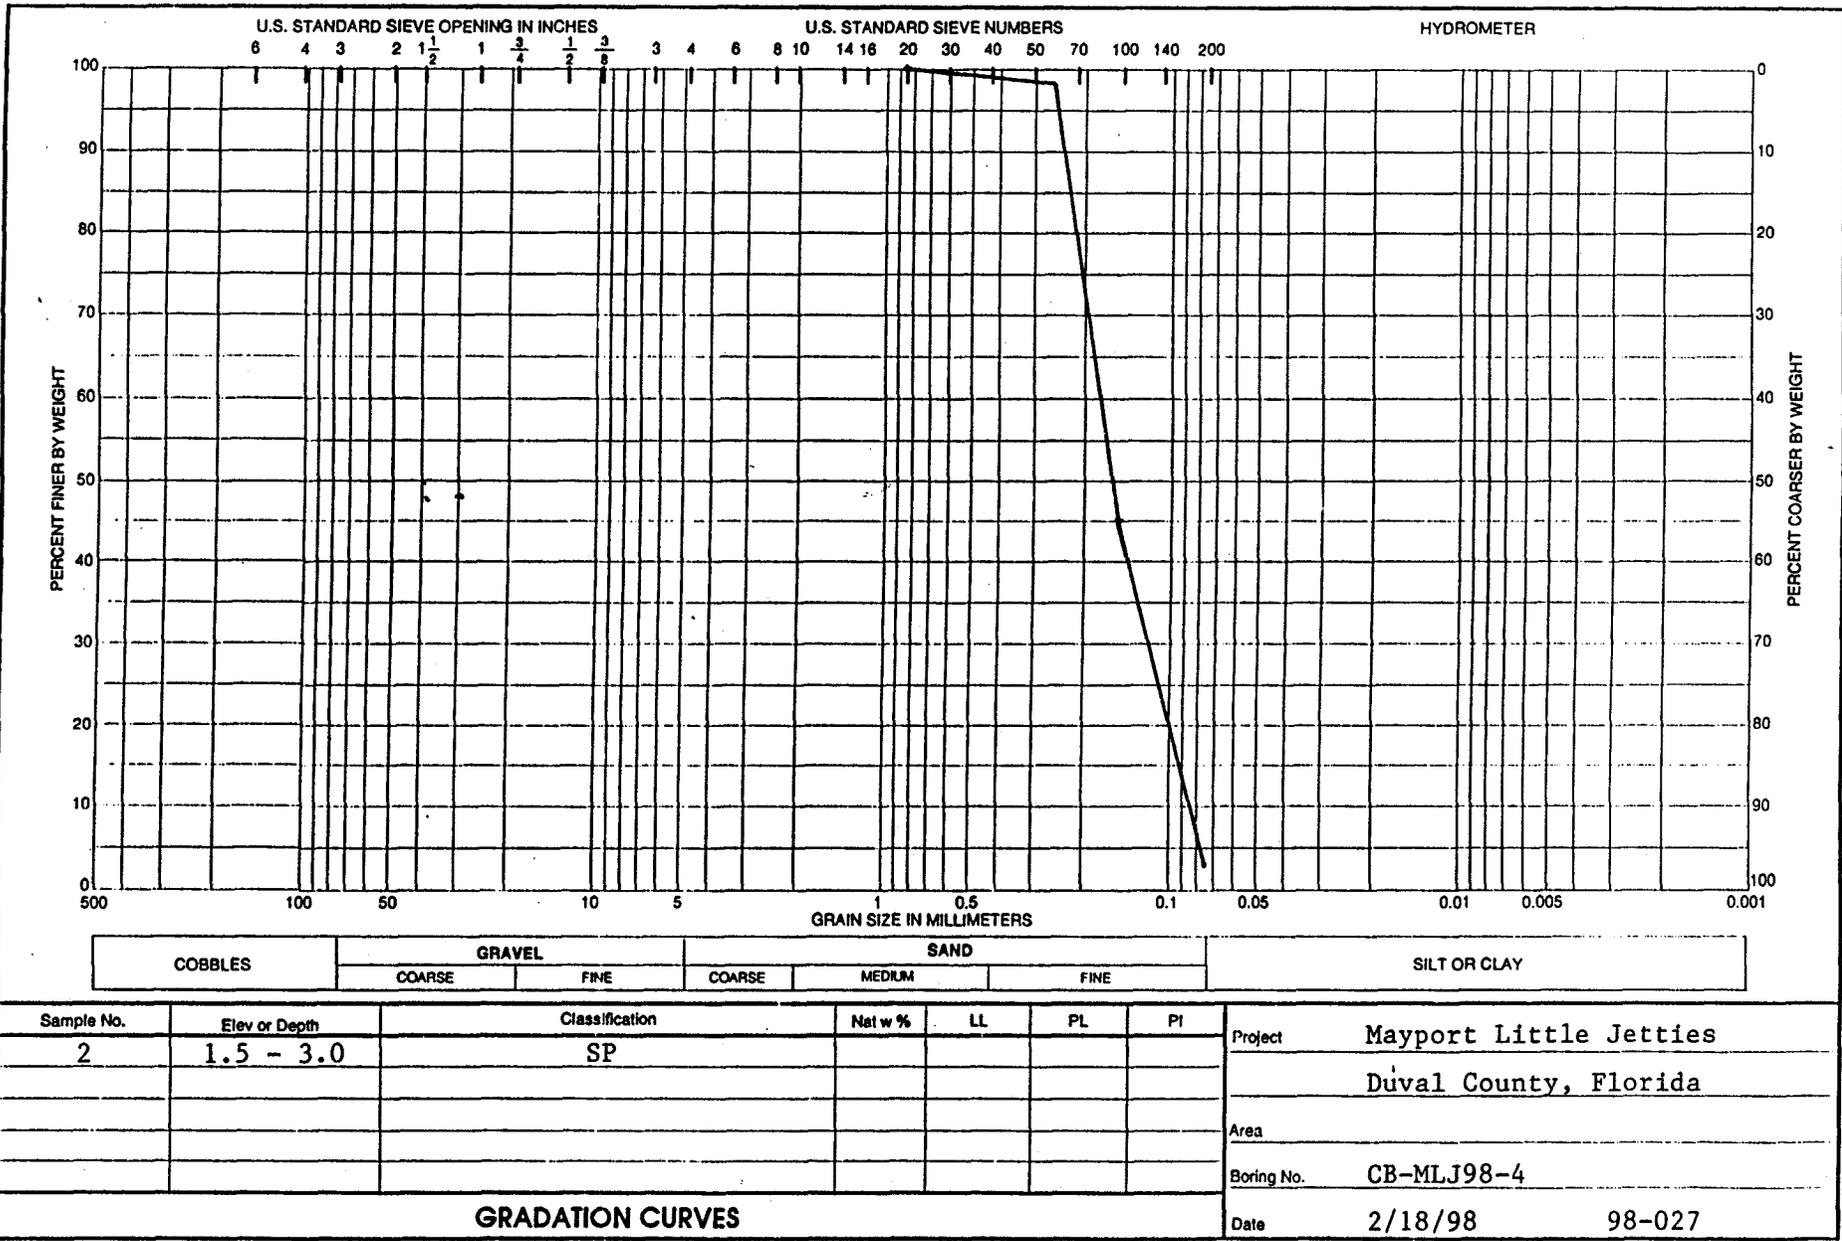 U.S. STANDARD SIEVE OPENING IN INCHES U.S. STANDARD SIEVE NUMBERS HYDROMETER
6 4 3 2 1 1/2 1 3/4 1/2 3/8 3 4 6 8 10 14 16 20 30 40 50 70 100 140 200
100 0
90 10
80 20
70 30
60 40
50 50
40 60
30 70
20 80
10 90
0 100
PERCENT FINER BY WEIGHT
PERCENT COARSER BY WEIGHT
500 100 50 10 5 1 0.5 0.1 0.05 0.01 0.005 0.001
GRAIN SIZE IN MILLIMETERS
COBBLES GRAVEL SAND SILT OR CLAY
COARSE FINE COARSE MEDIUM FINE
Sample No. Elev or Depth Classification Nat w % LL PL PI
2 1.5 - 3.0 SP
Project Mayport Little Jetties
Duval County, Florida
Area
Boring No. CB-MLJ98-4
GRADATION CURVES
Date 2/18/98 98-027